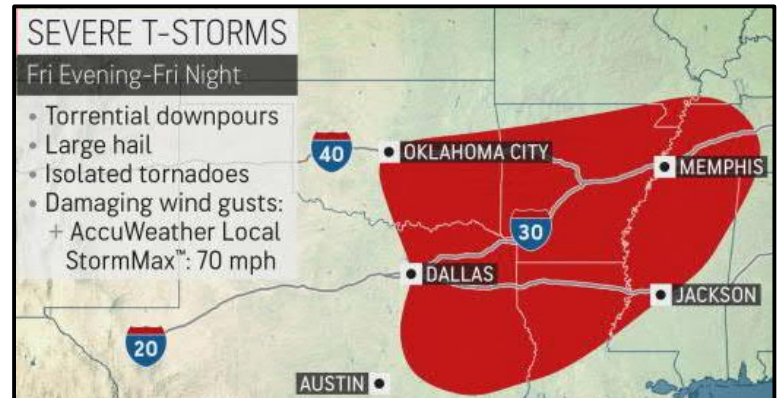 SEVERE T-STORMS
Fri Evening-Fri Night
• Torrential downpours
• Large hail
• Isolated tornadoes
• Damaging wind gusts:
+ AccuWeather Local
StormMax™: 70 mph
40
OKLAHOMA CITY
MEMPHIS
30
DALLAS
JACKSON
20
AUSTIN